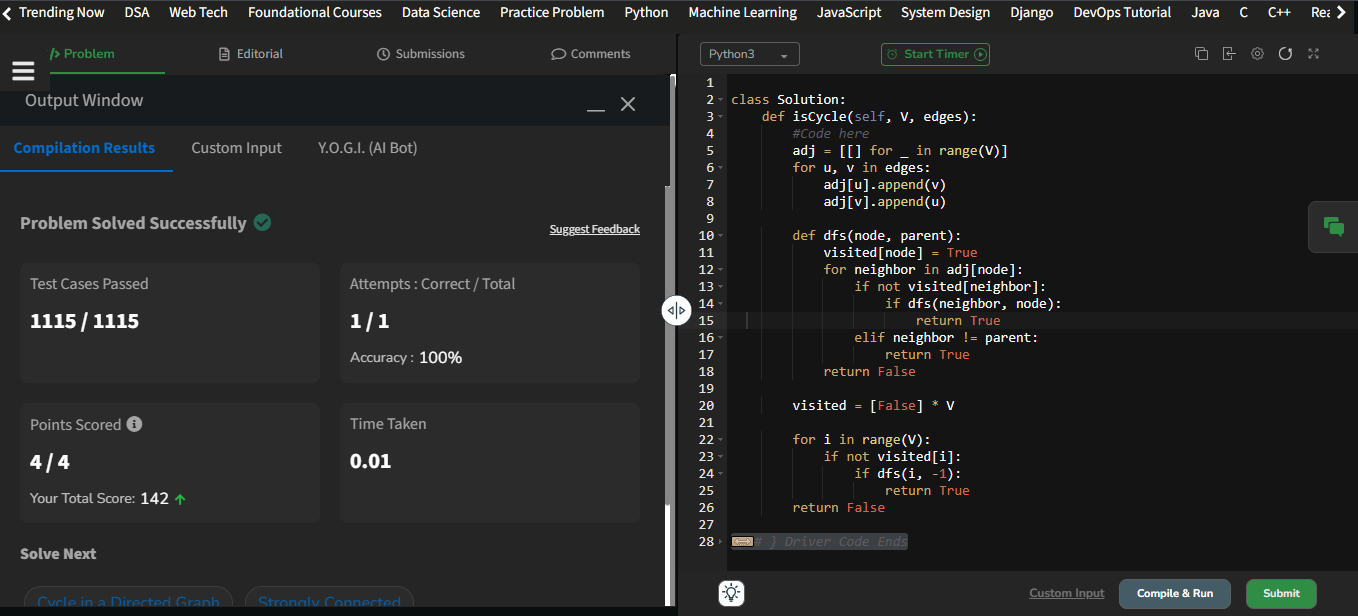 Trending Now DSA Web Tech Foundational Courses Data Science Practice Problem Python Machine Learning JavaScript System Design Django DevOps Tutorial Java C C++ Rea
Problem Editorial Submissions Comments
Output Window
Compilation Results Custom Input Y.O.G.I. (AI Bot)
Problem Solved Successfully
Suggest Feedback
Test Cases Passed
1115 / 1115
Attempts : Correct / Total
1 / 1
Accuracy : 100%
Points Scored
4 / 4
Your Total Score: 142
Time Taken
0.01
Solve Next
Cycle in a Directed Graph Strongly Connected
Python3 Start Timer
1
2 class Solution:
3     def isCycle(self, V, edges):
4         #Code here
5         adj = [[] for _ in range(V)]
6         for u, v in edges:
7             adj[u].append(v)
8             adj[v].append(u)
9
10         def dfs(node, parent):
11             visited[node] = True
12             for neighbor in adj[node]:
13                 if not visited[neighbor]:
14                     if dfs(neighbor, node):
15                         return True
16                 elif neighbor != parent:
17                     return True
18             return False
19
20         visited = [False] * V
21
22         for i in range(V):
23             if not visited[i]:
24                 if dfs(i, -1):
25                     return True
26         return False
27
28 # } Driver Code Ends
Custom Input Compile & Run Submit